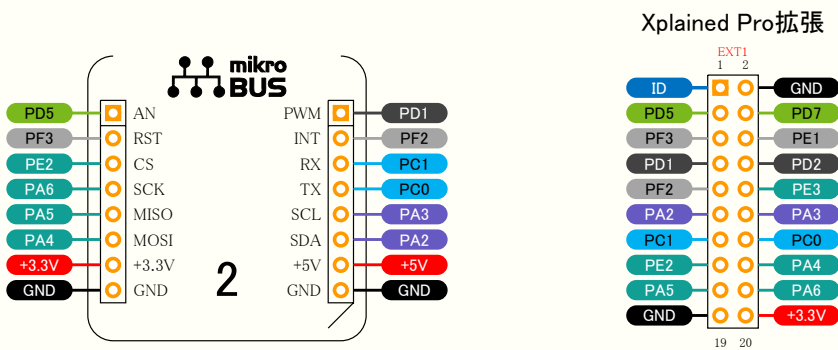 Xplained Pro拡張
mikro
BUS
EXT1
1 2
PD5 AN PWM PD1
PF3 RST INT PF2
PE2 CS RX PC1
PA6 SCK TX PC0
PA5 MISO SCL PA3
PA4 MOSI SDA PA2
+3.3V +3.3V +5V +5V
GND GND GND GND
2
ID GND
PD5 PD7
PF3 PE1
PD1 PD2
PF2 PE3
PA2 PA3
PC1 PC0
PE2 PA4
PA5 PA6
GND +3.3V
19 20